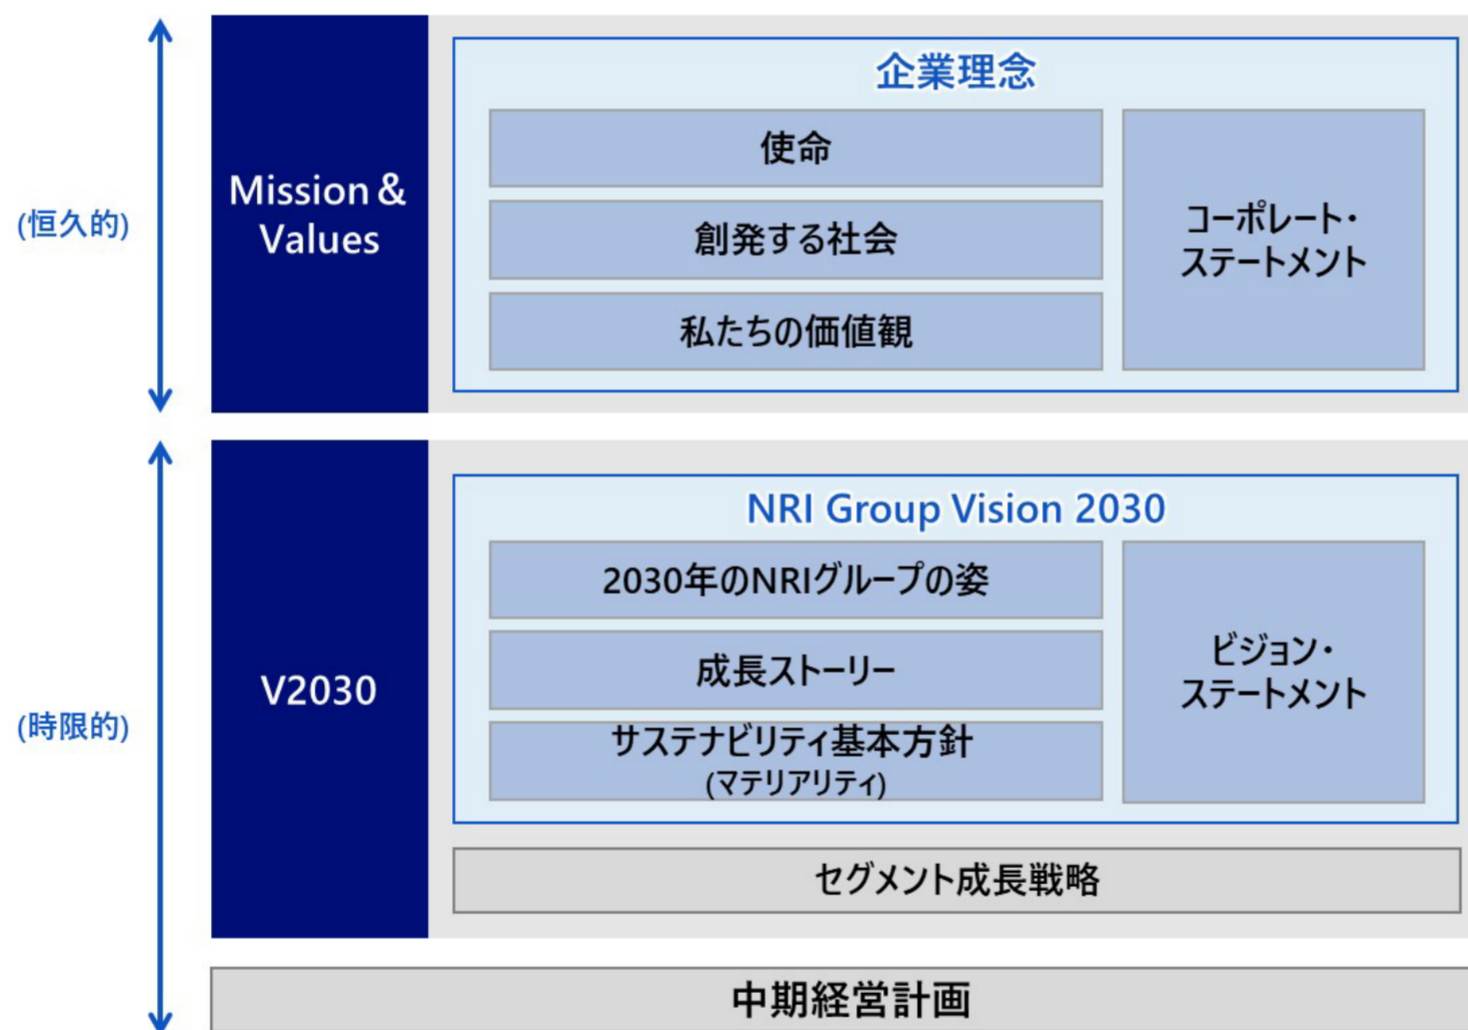 (恒久的)
Mission &
Values
企業理念
使命
創発する社会
私たちの価値観
コーポレート・
ステートメント
(時限的)
V2030
NRI Group Vision 2030
2030年のNRIグループの姿
成長ストーリー
サステナビリティ基本方針
(マテリアリティ)
ビジョン・
ステートメント
セグメント成長戦略
中期経営計画